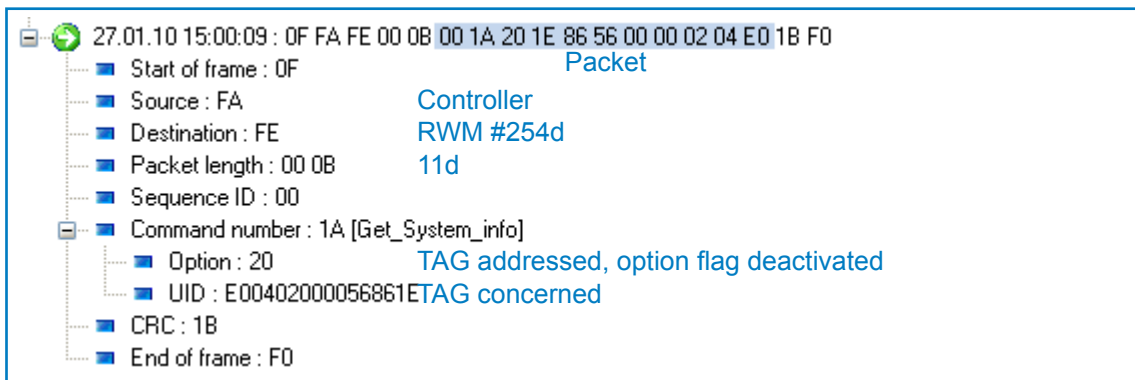 27.01.10 15:00:09 : 0F FA FE 00 0B 00 1A 20 1E 86 56 00 00 02 04 E0 1B F0
Packet
Start of frame : 0F
Source : FA Controller
Destination : FE RWM #254d
Packet length : 00 0B 11d
Sequence ID : 00
Command number : 1A [Get_System_info]
Option : 20 TAG addressed, option flag deactivated
UID : E00402000056861E TAG concerned
CRC : 1B
End of frame : F0